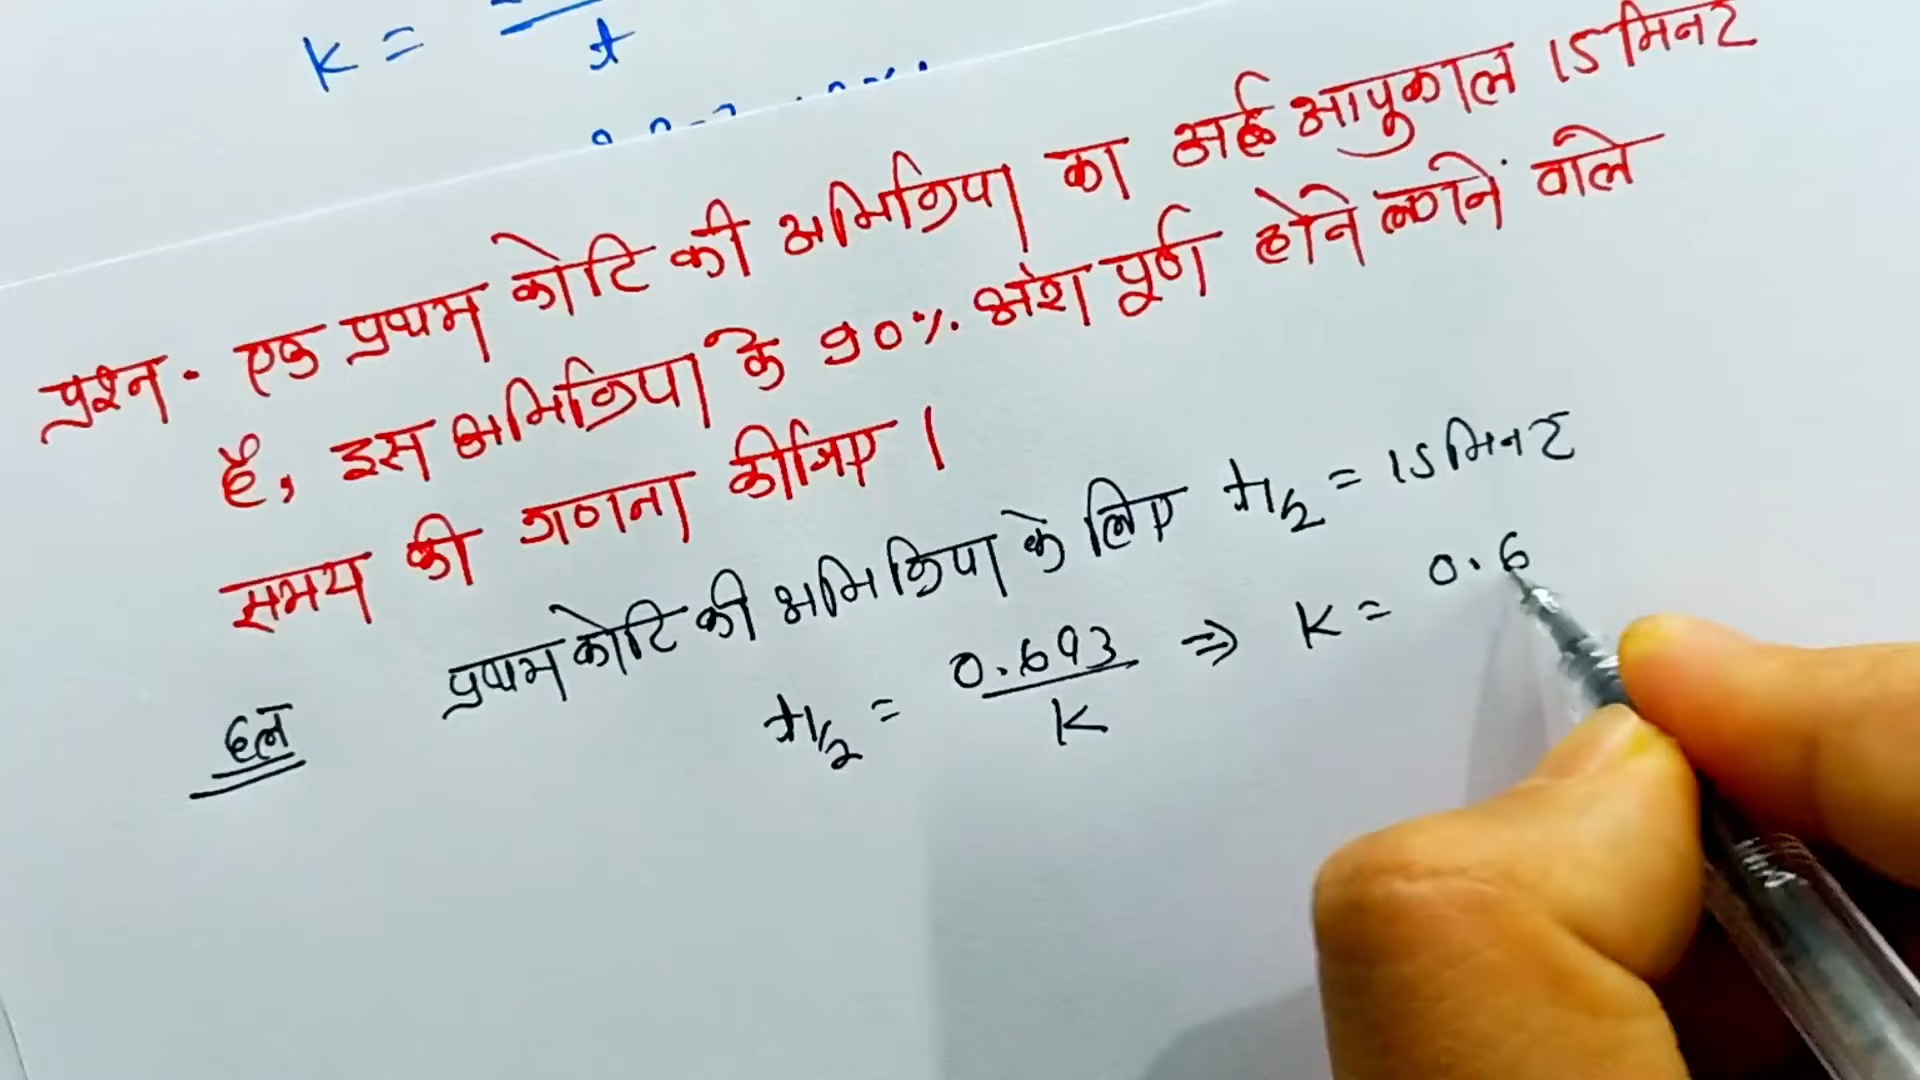 K = t
प्रश्न. एक प्रथम कोटि की अभिक्रिया का अर्द्ध आयुकाल 15 मिनट
है, इस अभिक्रिया के 90% अंश पूर्ण होने लगने वाले
समय की गणना कीजिए।
हल प्रथम कोटि की अभिक्रिया के लिए t1/2 = 15 मिनट
t1/2 = 0.693/K ⇒ K = 0.6